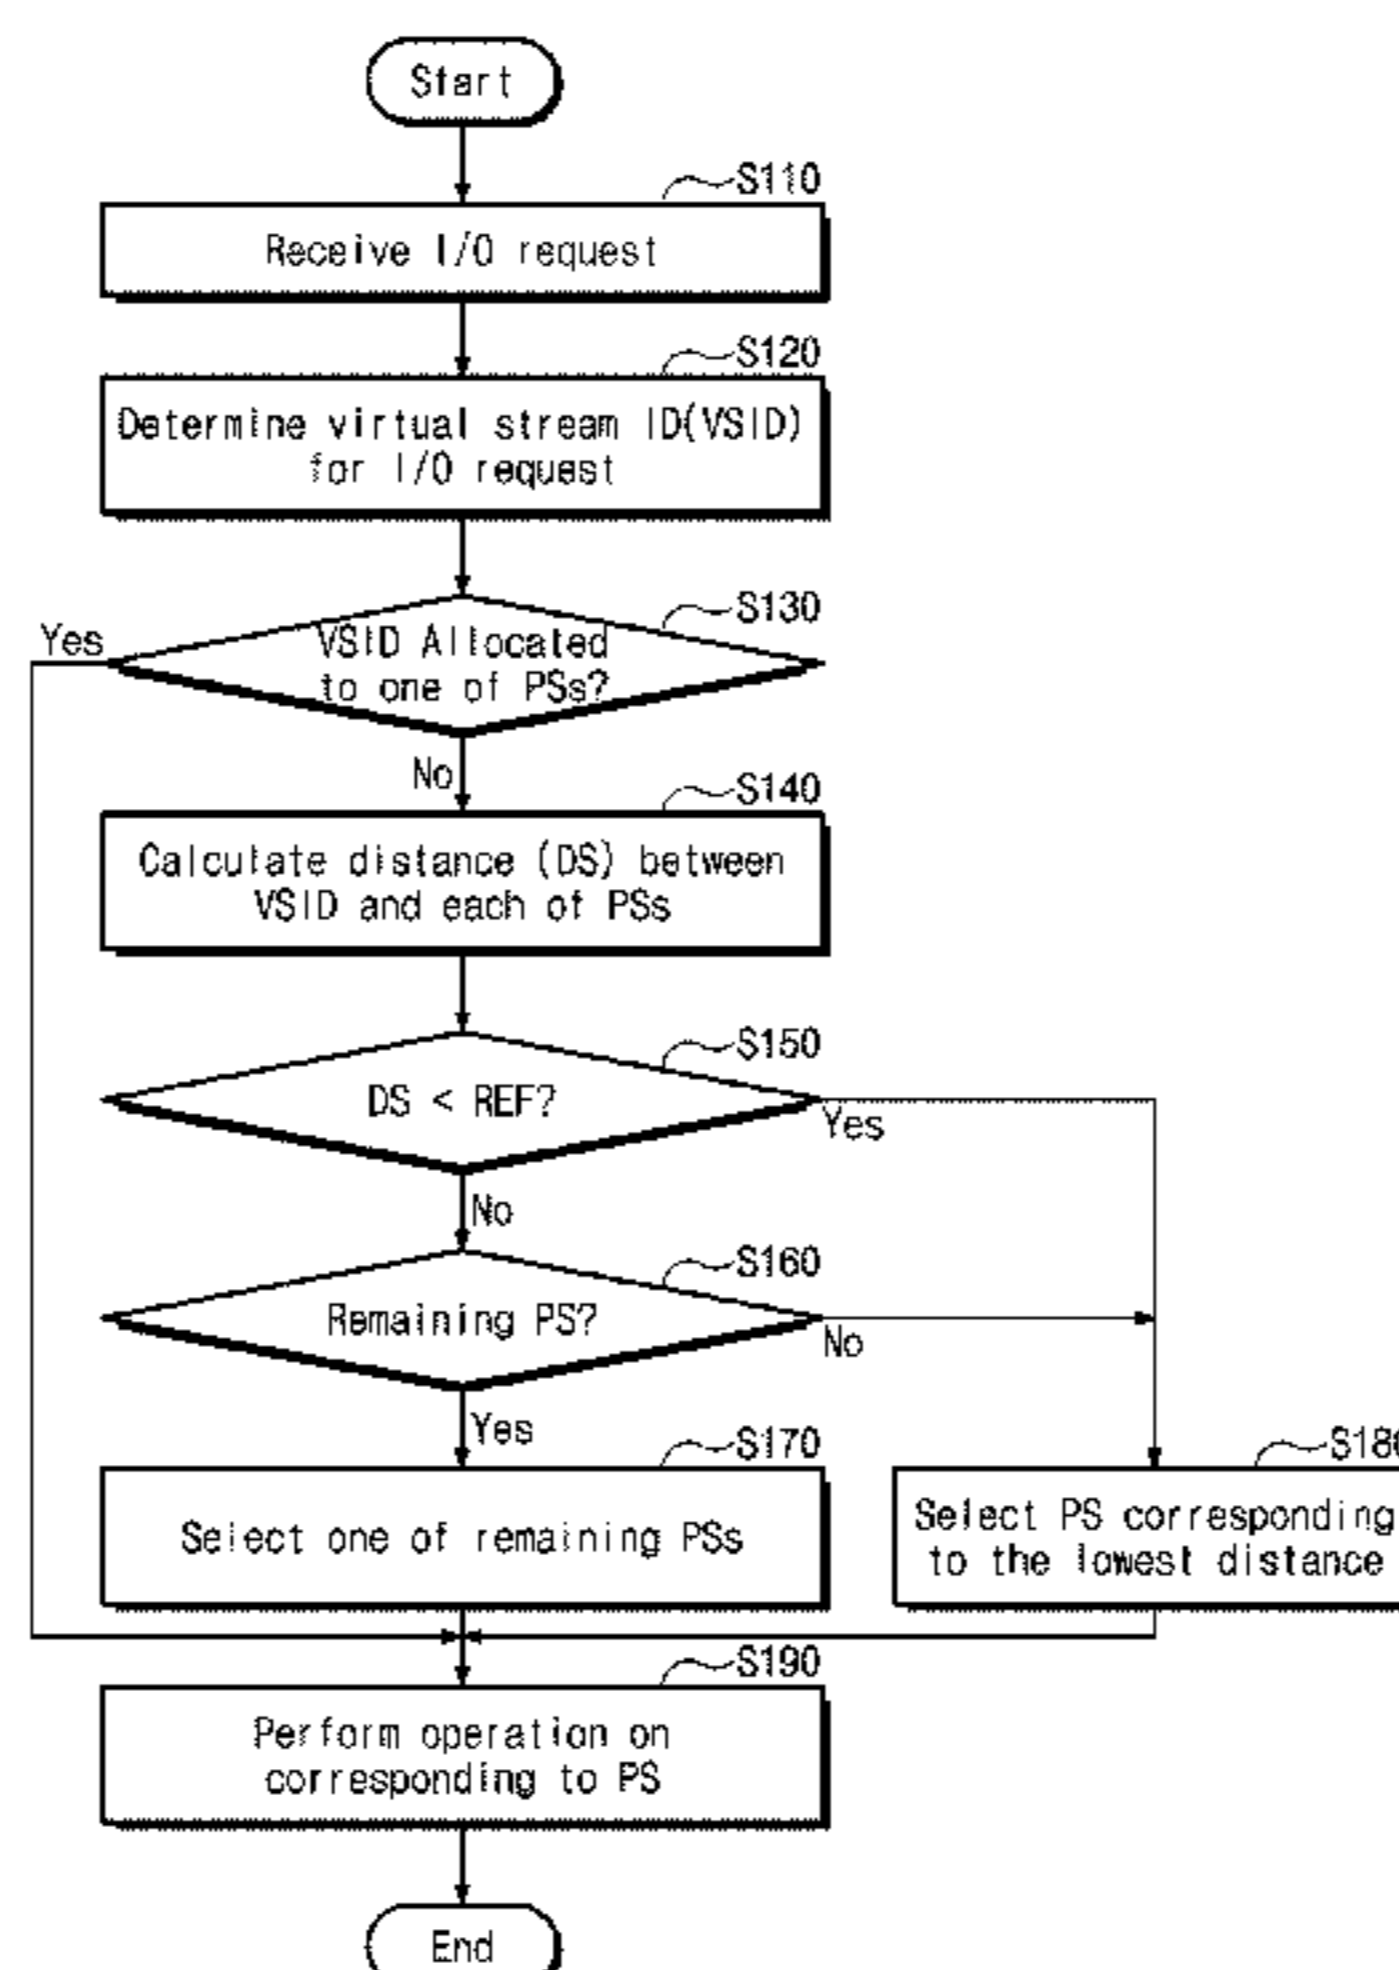 Start
S110
Receive I/O request
S120
Determine virtual stream ID(VSID)
for I/O request
S130
Yes
VSID Allocated
to one of PSs?
No
S140
Calculate distance (DS) between
VSID and each of PSs
S150
DS < REF?
Yes
No
S160
Remaining PS?
No
Yes
S170
Select one of remaining PSs
S180
Select PS corresponding
to the lowest distance
S190
Perform operation on
corresponding to PS
End